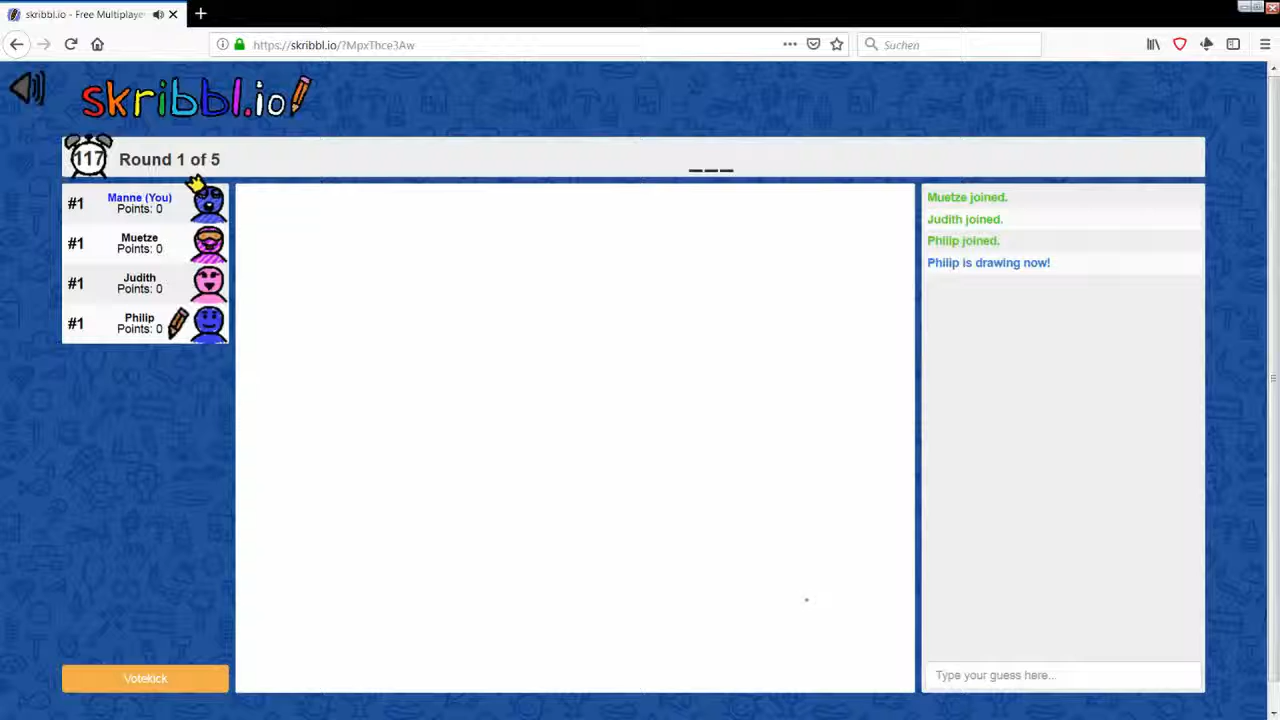 skribbl.io - Free Multiplaye
https://skribbl.io/?MpxThce3Aw
Suchen
skribbl.io
117
Round 1 of 5
___
#1
Manne (You)
Points: 0
#1
Muetze
Points: 0
#1
Judith
Points: 0
#1
Philip
Points: 0
Votekick
Muetze joined.
Judith joined.
Philip joined.
Philip is drawing now!
Type your guess here...